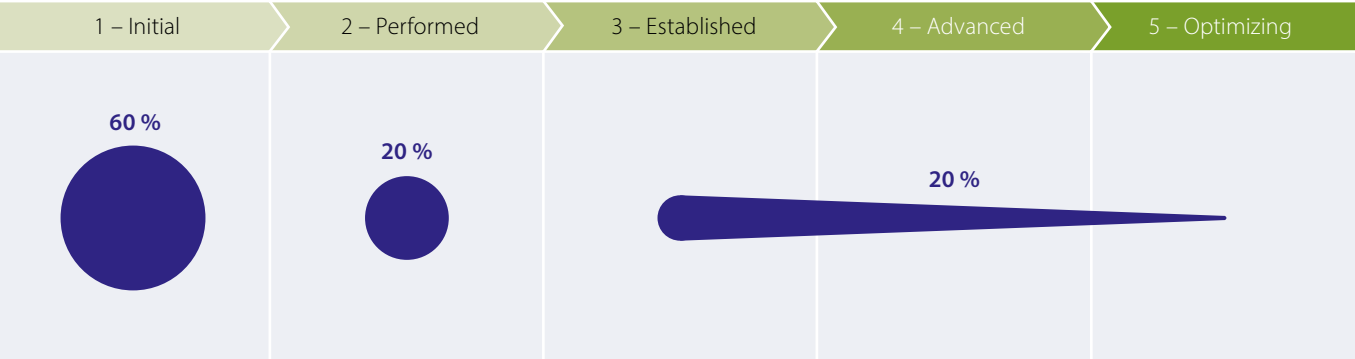 1 – Initial
2 – Performed
3 – Established
4 – Advanced
5 – Optimizing
60 %
20 %
20 %